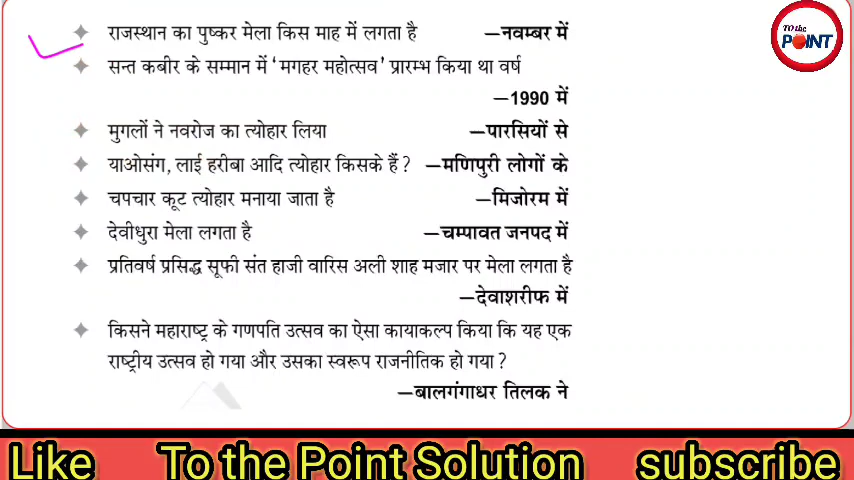 To the
POINT
राजस्थान का पुष्कर मेला किस माह में लगता है —नवम्बर में
सन्त कबीर के सम्मान में ‘मगहर महोत्सव’ प्रारम्भ किया था वर्ष
—1990 में
मुगलों ने नवरोज का त्योहार लिया —पारसियों से
याओसंग, लाई हरीबा आदि त्योहार किसके हैं? —मणिपुरी लोगों के
चपचार कूट त्योहार मनाया जाता है —मिजोरम में
देवीधुरा मेला लगता है —चम्पावत जनपद में
प्रतिवर्ष प्रसिद्ध सूफी संत हाजी वारिस अली शाह मजार पर मेला लगता है
—देवाशरीफ में
किसने महाराष्ट्र के गणपति उत्सव का ऐसा कायाकल्प किया कि यह एक
राष्ट्रीय उत्सव हो गया और उसका स्वरूप राजनीतिक हो गया?
—बालगंगाधर तिलक ने
Like To the Point Solution subscribe